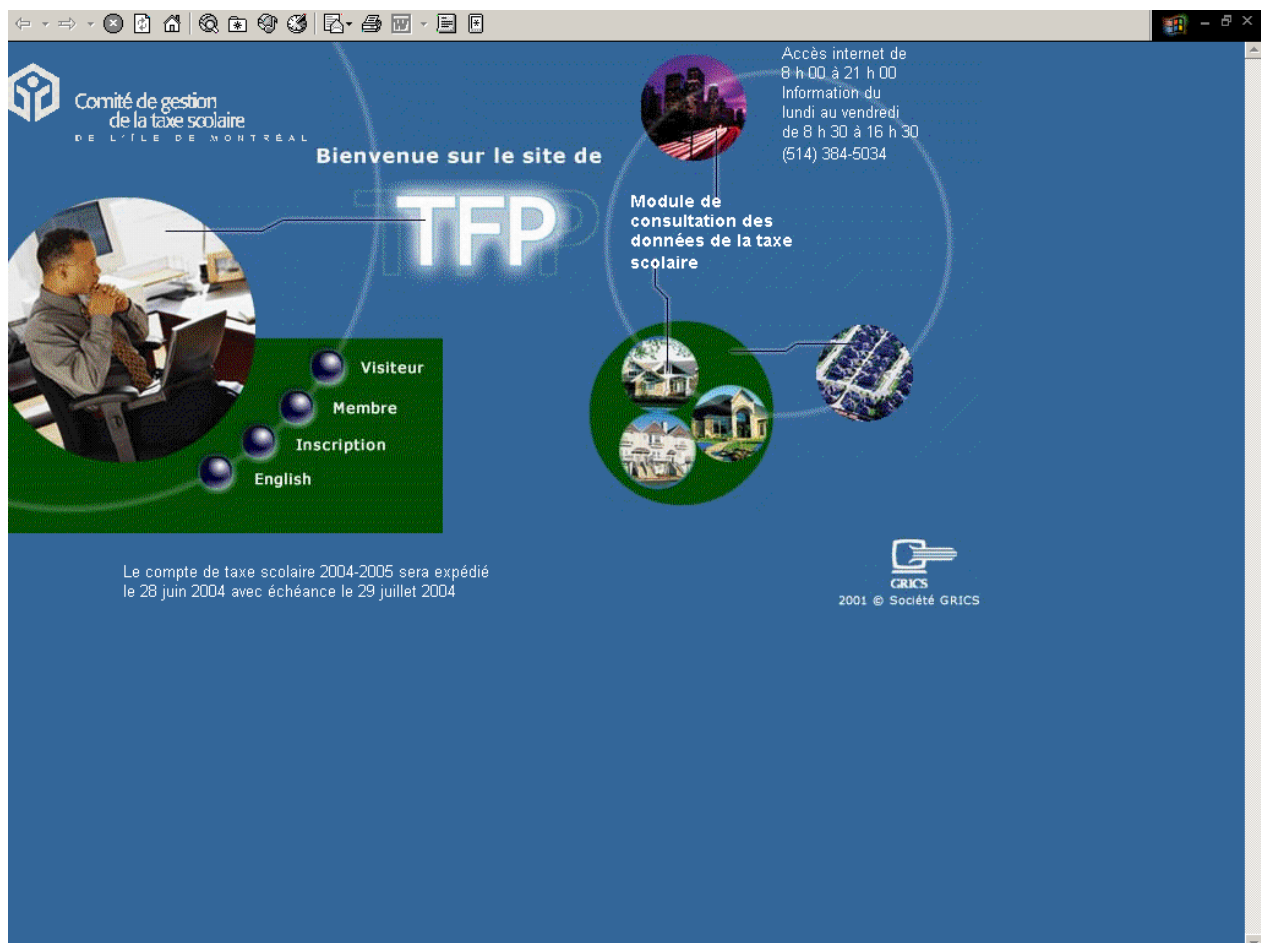 Comité de gestion
de la taxe scolaire
DE L'ÎLE DE MONTRÉAL
Bienvenue sur le site de
TFP
Accès internet de
8 h 00 à 21 h 00
Information du
lundi au vendredi
de 8 h 30 à 16 h 30
(514) 384-5034
Module de
consultation des
données de la taxe
scolaire
Visiteur
Membre
Inscription
English
Le compte de taxe scolaire 2004-2005 sera expédié
le 28 juin 2004 avec échéance le 29 juillet 2004
GRICS
2001 © Société GRICS